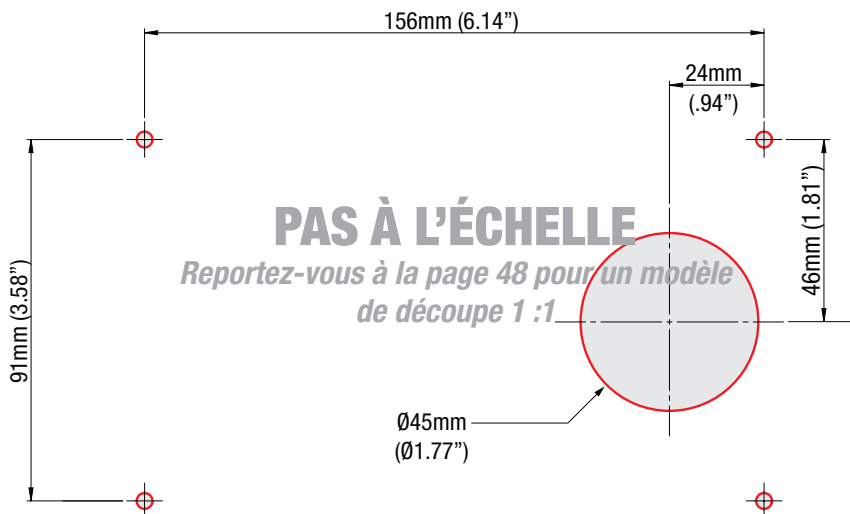 156mm (6.14”)
24mm
(.94”)
46mm (1.81”)
PAS À L’ÉCHELLE
Reportez-vous à la page 48 pour un modèle
de découpe 1 :1
91mm (3.58”)
Ø45mm
(Ø1.77”)